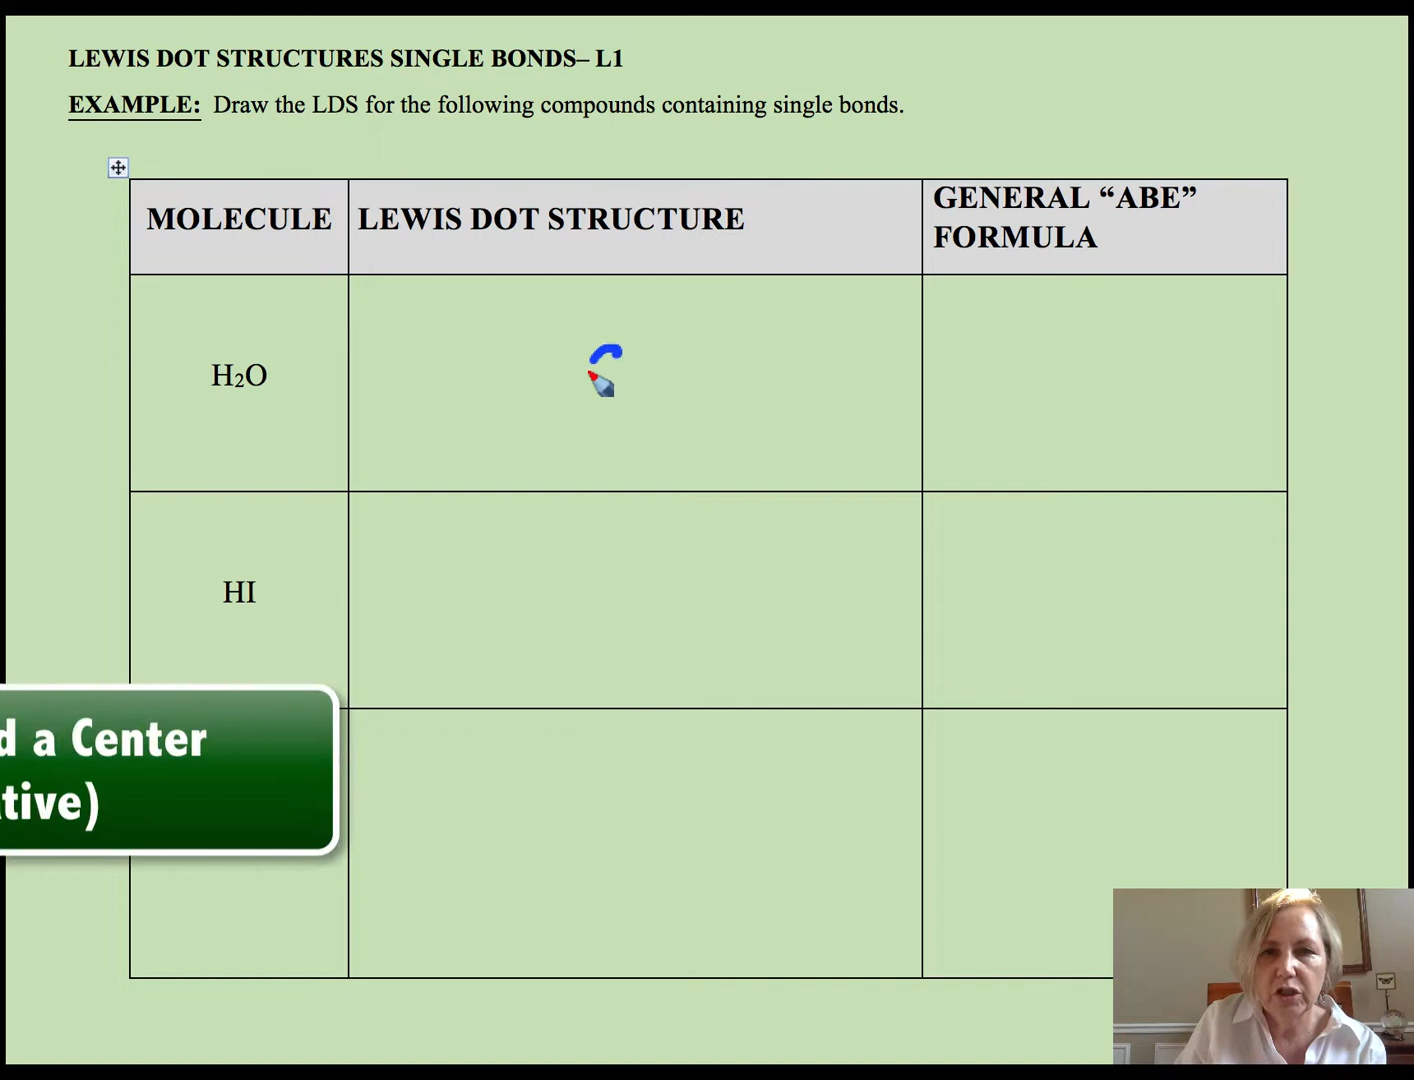 LEWIS DOT STRUCTURES SINGLE BONDS– L1
EXAMPLE: Draw the LDS for the following compounds containing single bonds.
MOLECULE LEWIS DOT STRUCTURE GENERAL “ABE”
FORMULA
H₂O
HI
d a Center
tive)